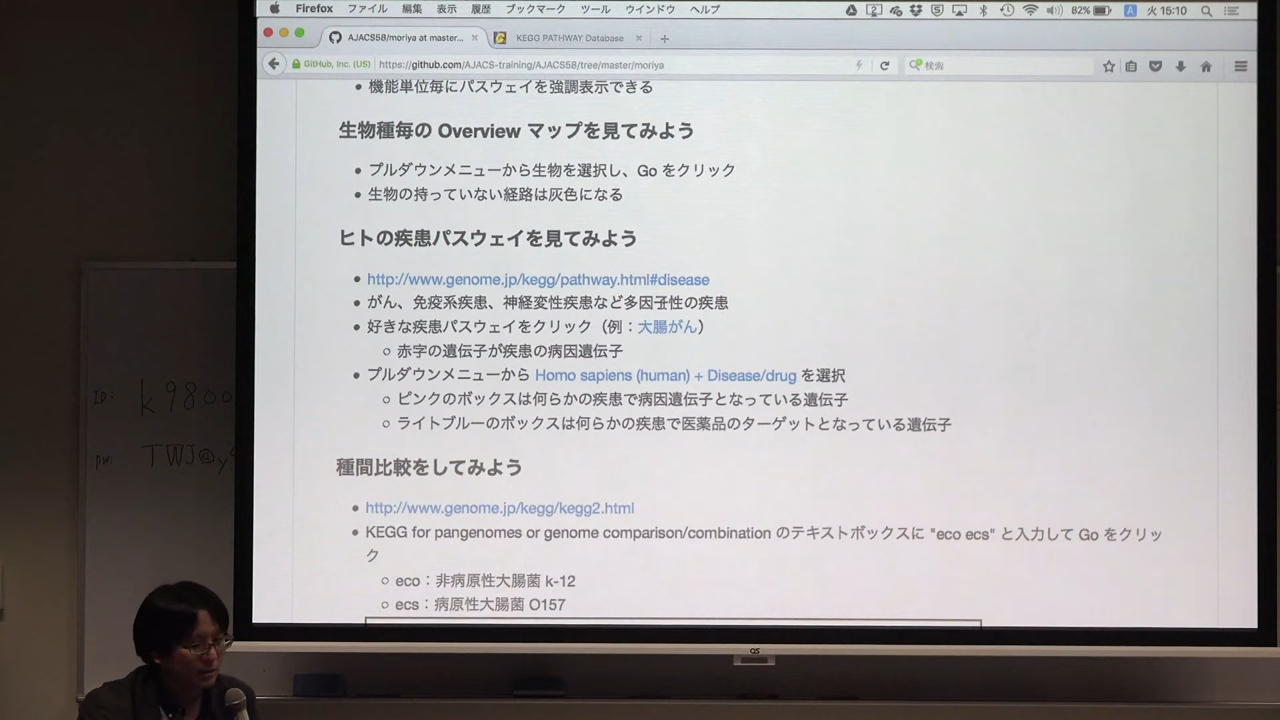 Firefox ファイル 編集 表示 履歴 ブックマーク ツール ウインドウ ヘルプ 82% A 火 15:10
AJACS58/moriya at master... × KEGG PATHWAY Database × +
GitHub, Inc. (US) https://github.com/AJACS-training/AJACS58/tree/master/moriya 検索
• 機能単位毎にパスウェイを強調表示できる
生物種毎の Overview マップを見てみよう
• プルダウンメニューから生物を選択し、Go をクリック
• 生物の持っていない経路は灰色になる
ヒトの疾患パスウェイを見てみよう
• http://www.genome.jp/kegg/pathway.html#disease
• がん、免疫系疾患、神経変性疾患など多因子性の疾患
• 好きな疾患パスウェイをクリック（例：大腸がん）
○ 赤字の遺伝子が疾患の病因遺伝子
• プルダウンメニューから Homo sapiens (human) + Disease/drug を選択
○ ピンクのボックスは何らかの疾患で病因遺伝子となっている遺伝子
○ ライトブルーのボックスは何らかの疾患で医薬品のターゲットとなっている遺伝子
種間比較をしてみよう
• http://www.genome.jp/kegg/kegg2.html
• KEGG for pangenomes or genome comparison/combination のテキストボックスに "eco ecs" と入力して Go をクリッ
ク
○ eco：非病原性大腸菌 k-12
○ ecs：病原性大腸菌 O157
ID: k9800
PW: TWJ@y